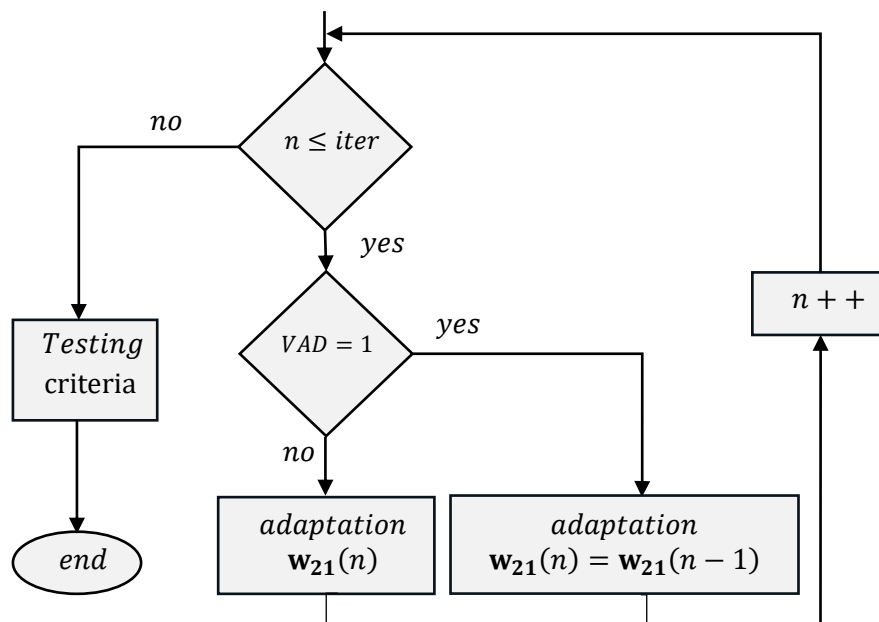 no
n ≤ iter
yes
n + +
Testing
criteria
VAD = 1
yes
no
adaptation
w₂₁(n)
adaptation
w₂₁(n) = w₂₁(n − 1)
end